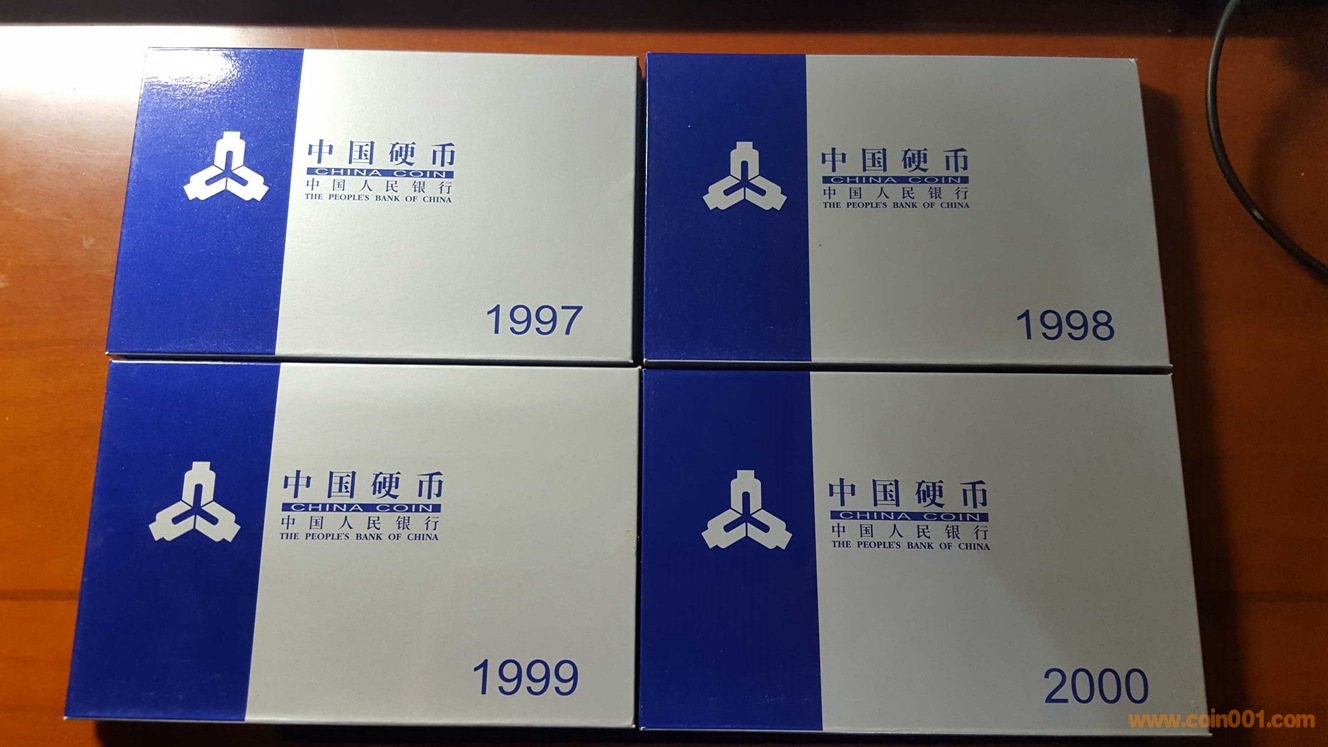 中国硬币
CHINA COIN
中国人民银行
THE PEOPLE'S BANK OF CHINA
1997
中国硬币
CHINA COIN
中国人民银行
THE PEOPLE'S BANK OF CHINA
1998
中国硬币
CHINA COIN
中国人民银行
THE PEOPLE'S BANK OF CHINA
1999
中国硬币
CHINA COIN
中国人民银行
THE PEOPLE'S BANK OF CHINA
2000
www.coin001.com